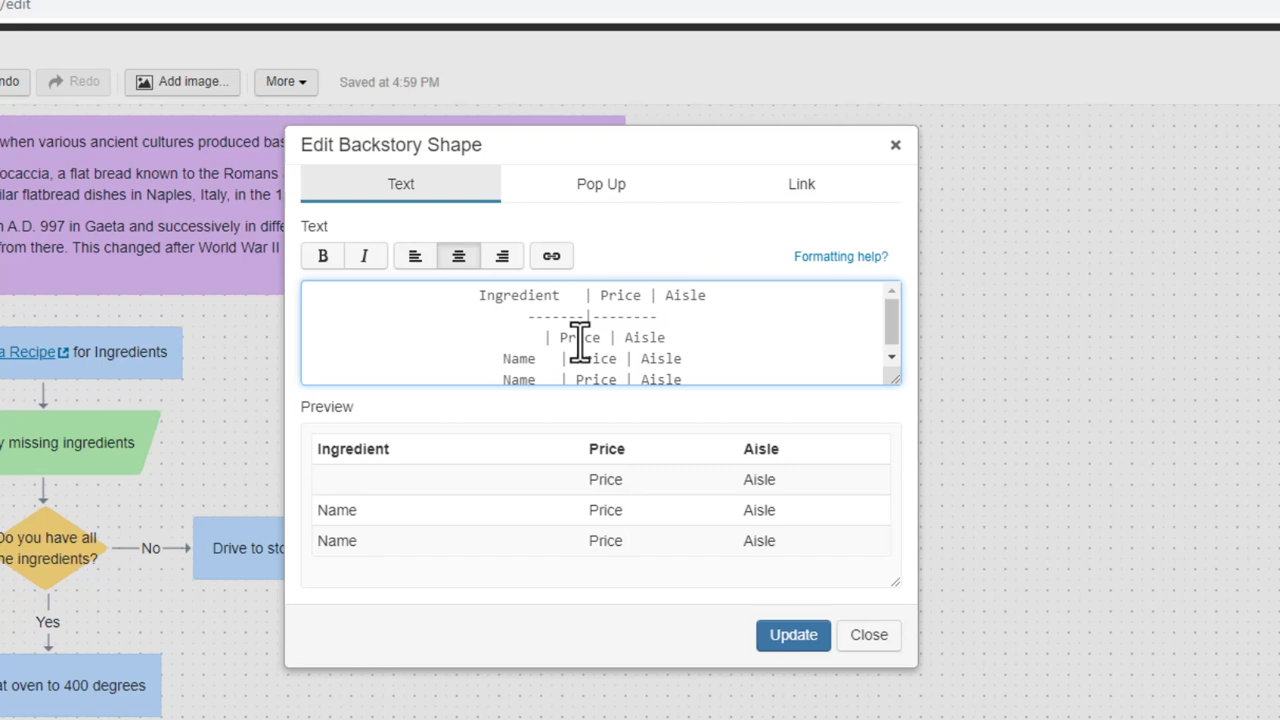 /edit
ndo
Redo
Add image...
More
Saved at 4:59 PM
when various ancient cultures produced bas
ocaccia, a flat bread known to the Romans
ilar flatbread dishes in Naples, Italy, in the 1
n A.D. 997 in Gaeta and successively in diffe
from there. This changed after World War II
a Recipe for Ingredients
y missing ingredients
Do you have all
he ingredients?
No
Drive to sto
Yes
at oven to 400 degrees
Edit Backstory Shape
×
Text
Pop Up
Link
Text
B
I
Formatting help?
Ingredient | Price | Aisle
-------|--------
| Price | Aisle
Name | Price | Aisle
Name | Price | Aisle
Preview
Ingredient Price Aisle
Price Aisle
Name Price Aisle
Name Price Aisle
Update
Close